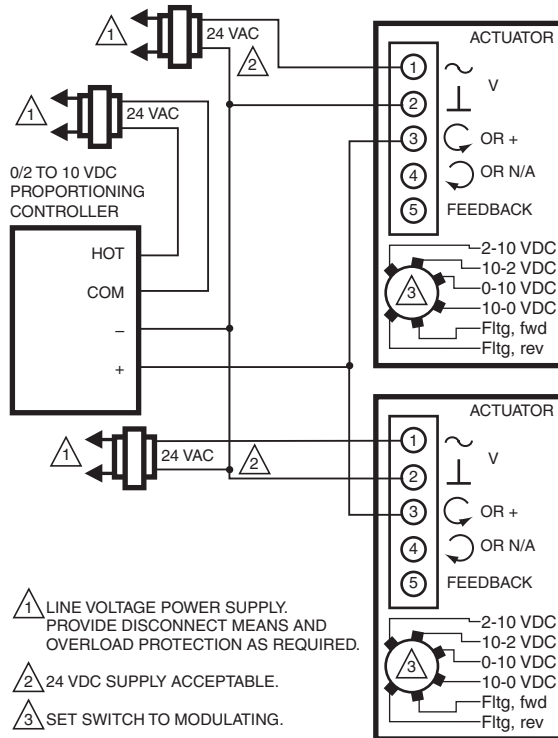 1
24 VAC
2
ACTUATOR
1
V
2
3
OR +
4
OR N/A
5
FEEDBACK
2-10 VDC
10-2 VDC
0-10 VDC
10-0 VDC
Fltg, fwd
Fltg, rev
3
1
24 VAC
0/2 TO 10 VDC
PROPORTIONING
CONTROLLER
HOT
COM
–
+
1
24 VAC
2
ACTUATOR
1
V
2
3
OR +
4
OR N/A
5
FEEDBACK
2-10 VDC
10-2 VDC
0-10 VDC
10-0 VDC
Fltg, fwd
Fltg, rev
3
1 LINE VOLTAGE POWER SUPPLY.
PROVIDE DISCONNECT MEANS AND
OVERLOAD PROTECTION AS REQUIRED.
2 24 VDC SUPPLY ACCEPTABLE.
3 SET SWITCH TO MODULATING.